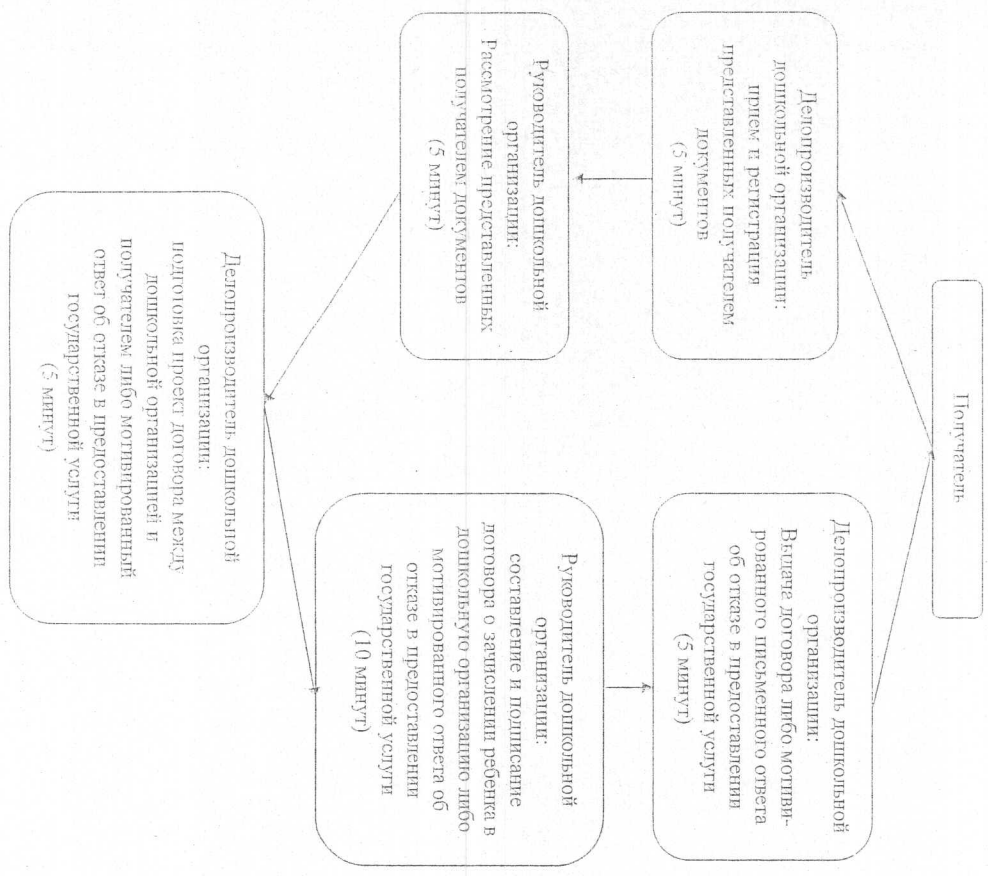 Получатель
Делопроизводитель
дошкольной организации:
прием и регистрация
представленных получателем
документов
(5 минут)
Руководитель дошкольной
организации:
Рассмотрение представленных
получателем документов
(5 минут)
Делопроизводитель дошкольной
организации:
подготовка проект договора между
дошкольной организацией и
получателем либо мотивированный
ответ об отказе в предоставлении
государственной услуги
(5 минут)
Руководитель дошкольной
организации:
составление и подписание
договора о зачислении ребенка в
дошкольную организацию либо
мотивированного ответа об
отказе в предоставлении
государственной услуги
(10 минут)
Делопроизводитель дошкольной
организации:
Выдача договора либо мотиви-
рованного письменного ответа
об отказе в предоставлении
государственной услуги
(5 минут)